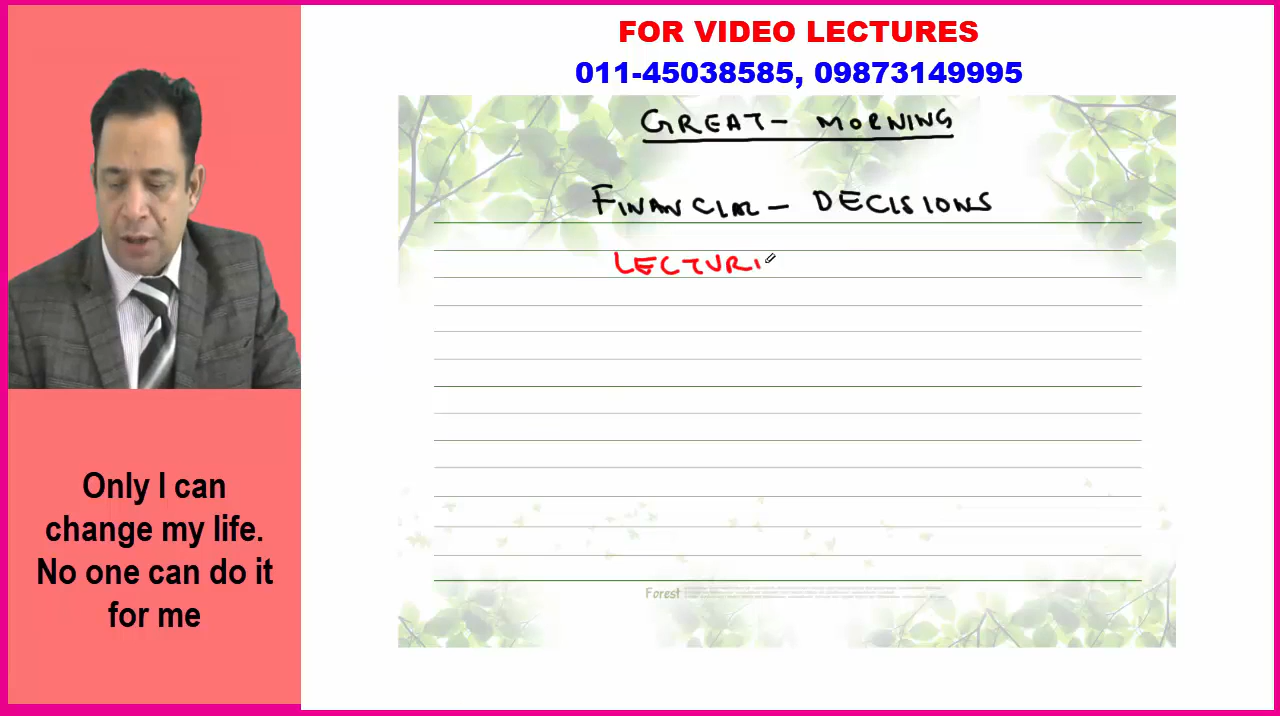 FOR VIDEO LECTURES
011-45038585, 09873149995
GREAT - MORNING
FINANCIAL - DECISIONS
LECTURI
Only I can
change my life.
No one can do it
for me
Forest